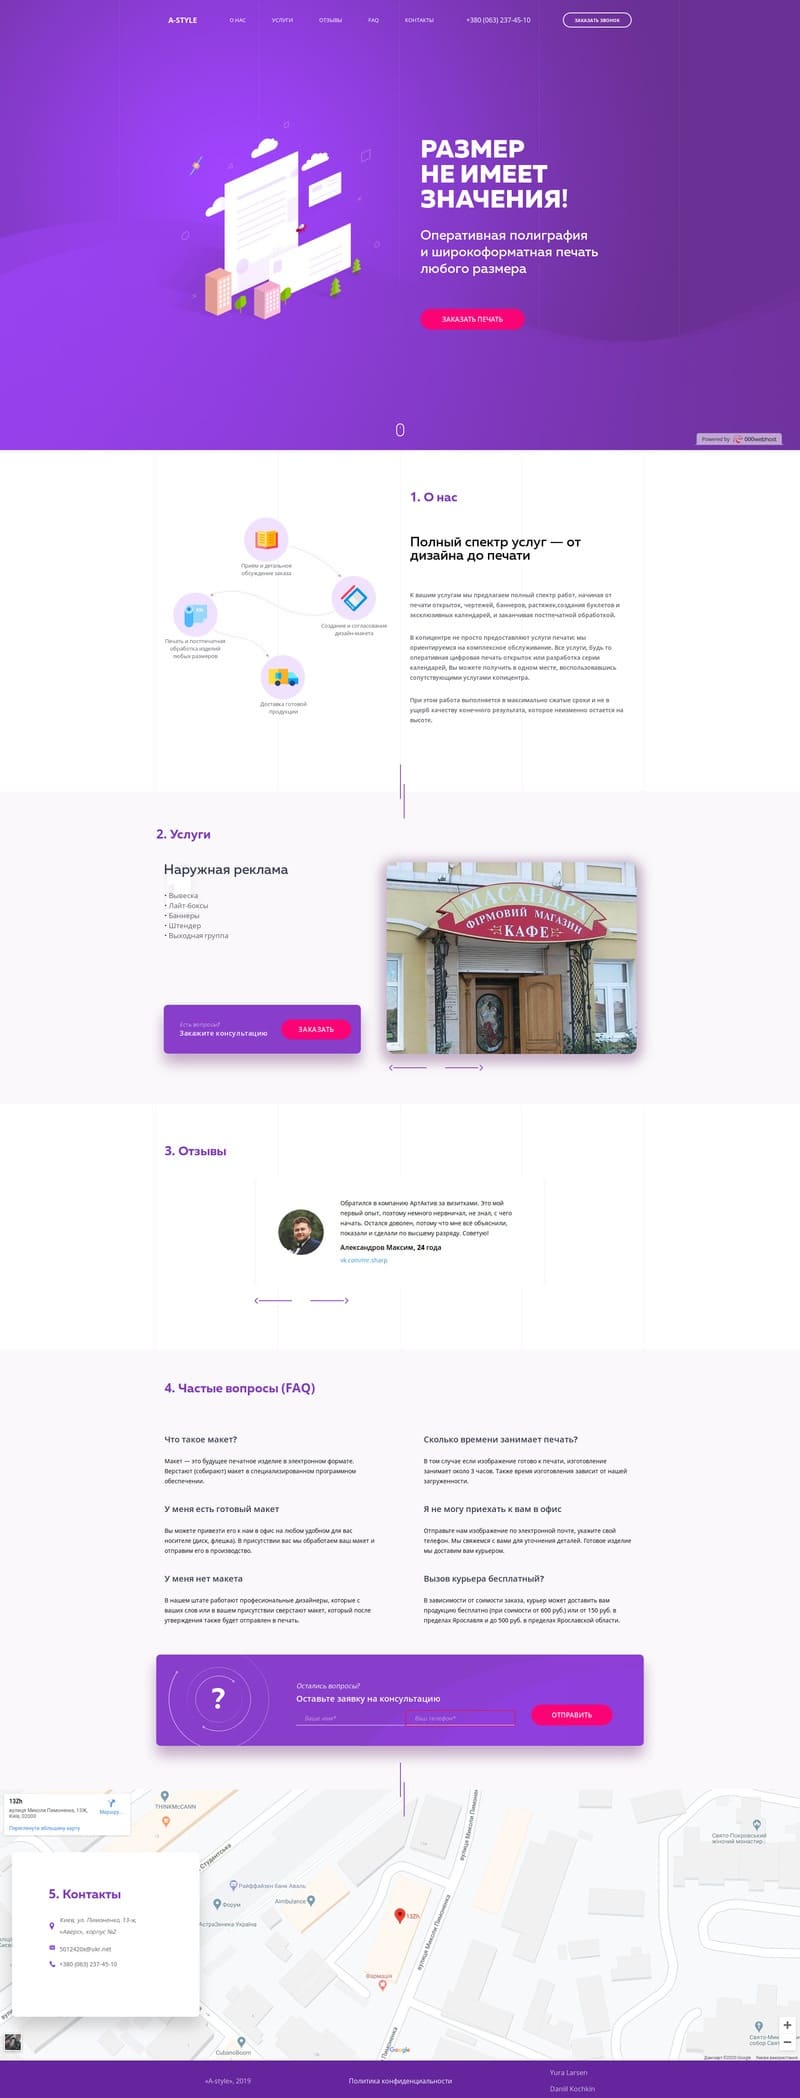 A-STYLE
О НАС
УСЛУГИ
ОТЗЫВЫ
FAQ
КОНТАКТЫ
+380 (063) 237-45-10
ЗАКАЗАТЬ ЗВОНОК
РАЗМЕР
НЕ ИМЕЕТ
ЗНАЧЕНИЯ!
Оперативная полиграфия
и широкоформатная печать
любого размера
ЗАКАЗАТЬ ПЕЧАТЬ
Powered by 000webhost
1. О нас
Приём и детальное
обсуждение заказа
Создание и согласование
дизайн-макета
Печать и постпечатная
обработка изделий
любых размеров
Доставка готовой
продукции
Полный спектр услуг — от
дизайна до печати
К вашим услугам мы предлагаем полный спектр работ, начиная от
печати открыток, чертежей, баннеров, растяжек,создания буклетов и
эксклюзивных календарей, и заканчивая постпечатной обработкой.
В копицентре не просто предоставляют услуги печати: мы
ориентируемся на комплексное обслуживание. Все услуги, будь то
оперативная цифровая печать открыток или разработка серии
календарей, Вы можете получить в одном месте, воспользовавшись
сопутствующими услугами копицентра.
При этом работа выполняется в максимально сжатые сроки и не в
ущерб качеству конечного результата, которое неизменно остается на
высоте.
2. Услуги
Наружная реклама
• Вывеска
• Лайт-боксы
• Баннеры
• Штендер
• Выходная группа
Есть вопросы?
Закажите консультацию
ЗАКАЗАТЬ
МАСАНДРА
ФІРМОВИЙ МАГАЗИН
КАФЕ
3. Отзывы
Обратился в компанию АртАктив за визитками. Это мой
первый опыт, поэтому немного нервничал, не знал, с чего
начать. Остался доволен, потому что мне всё объяснили,
показали и сделали по высшему разряду. Советую!
Александров Максим, 24 года
vk.com/mr.sharp
4. Частые вопросы (FAQ)
Что такое макет?
Макет — это будущее печатное изделие в электронном формате.
Верстают (собирают) макет в специализированном программном
обеспечении.
Сколько времени занимает печать?
В том случае если изображение готово к печати, изготовление
занимает около 3 часов. Также время изготовления зависит от нашей
загруженности.
У меня есть готовый макет
Вы можете привезти его к нам в офис на любом удобном для вас
носителе (диск, флешка). В присутствии вас мы обработаем ваш макет и
отправим его в производство.
Я не могу приехать к вам в офис
Отправьте нам изображение по электронной почте, укажите свой
телефон. Мы свяжемся с вами для уточнения деталей. Готовое изделие
мы доставим вам курьером.
У меня нет макета
В нашем штате работают професиональные дизайнеры, которые с
ваших слов или в вашем присутствии сверстают макет, который после
утверждения также будет отправлен в печать.
Вызов курьера бесплатный?
В зависимости от соимости заказа, курьер может доставить вам
продукцию бесплатно (при соимости от 600 руб.) или от 150 руб. в
пределах Ярославля и до 500 руб. в пределах Ярославской области.
?
Остались вопросы?
Оставьте заявку на консультацию
Ваше имя*
Ваш телефон*
ОТПРАВИТЬ
13Zh
вулиця Миколи Пимоненка, 13Ж,
Київ, 02000
Маршру...
Переглянути збільшену карту
THINKMcCANN
Студентська
Райффайзен Банк Аваль
Форум
Aimbulance
АстраЗенека Україна
13Zh
вулиця Миколи Пимоненка
Фармація
Свято-Покровський
жіночий монастир...
CubanoBoom
Google
5. Контакты
Киев, ул. Пимоненко, 13-ж,
«Аверс», корпус №2
5012420x@ukr.net
+380 (063) 237-45-10
«A-style», 2019
Политика конфиденциальности
Yura Larsen
Daniil Kochkin